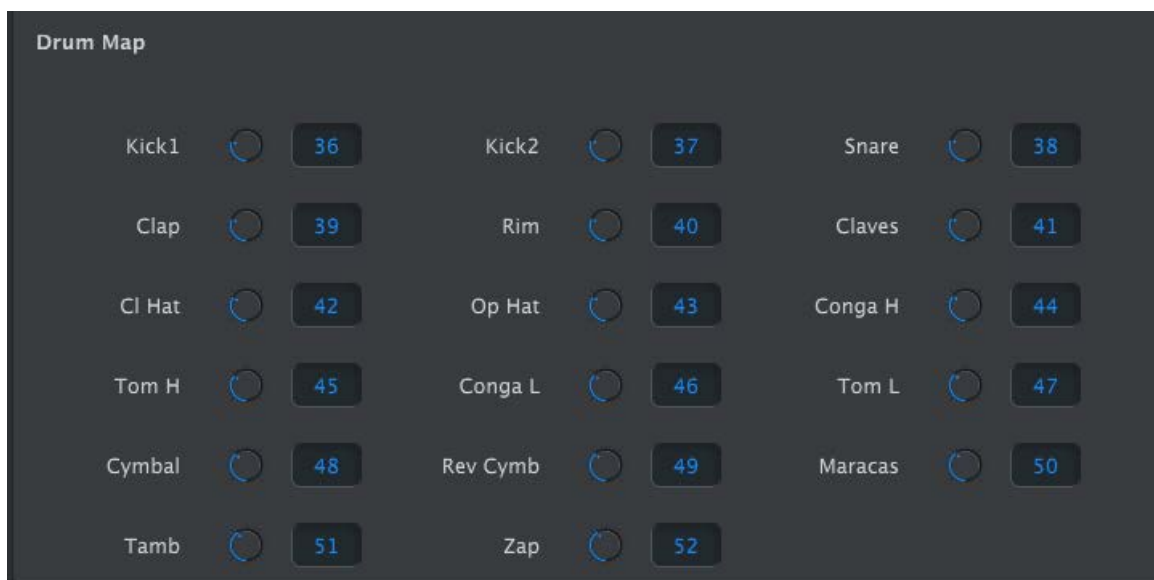 Drum Map
Kick1 36 Kick2 37 Snare 38
Clap 39 Rim 40 Claves 41
Cl Hat 42 Op Hat 43 Conga H 44
Tom H 45 Conga L 46 Tom L 47
Cymbal 48 Rev Cymb 49 Maracas 50
Tamb 51 Zap 52